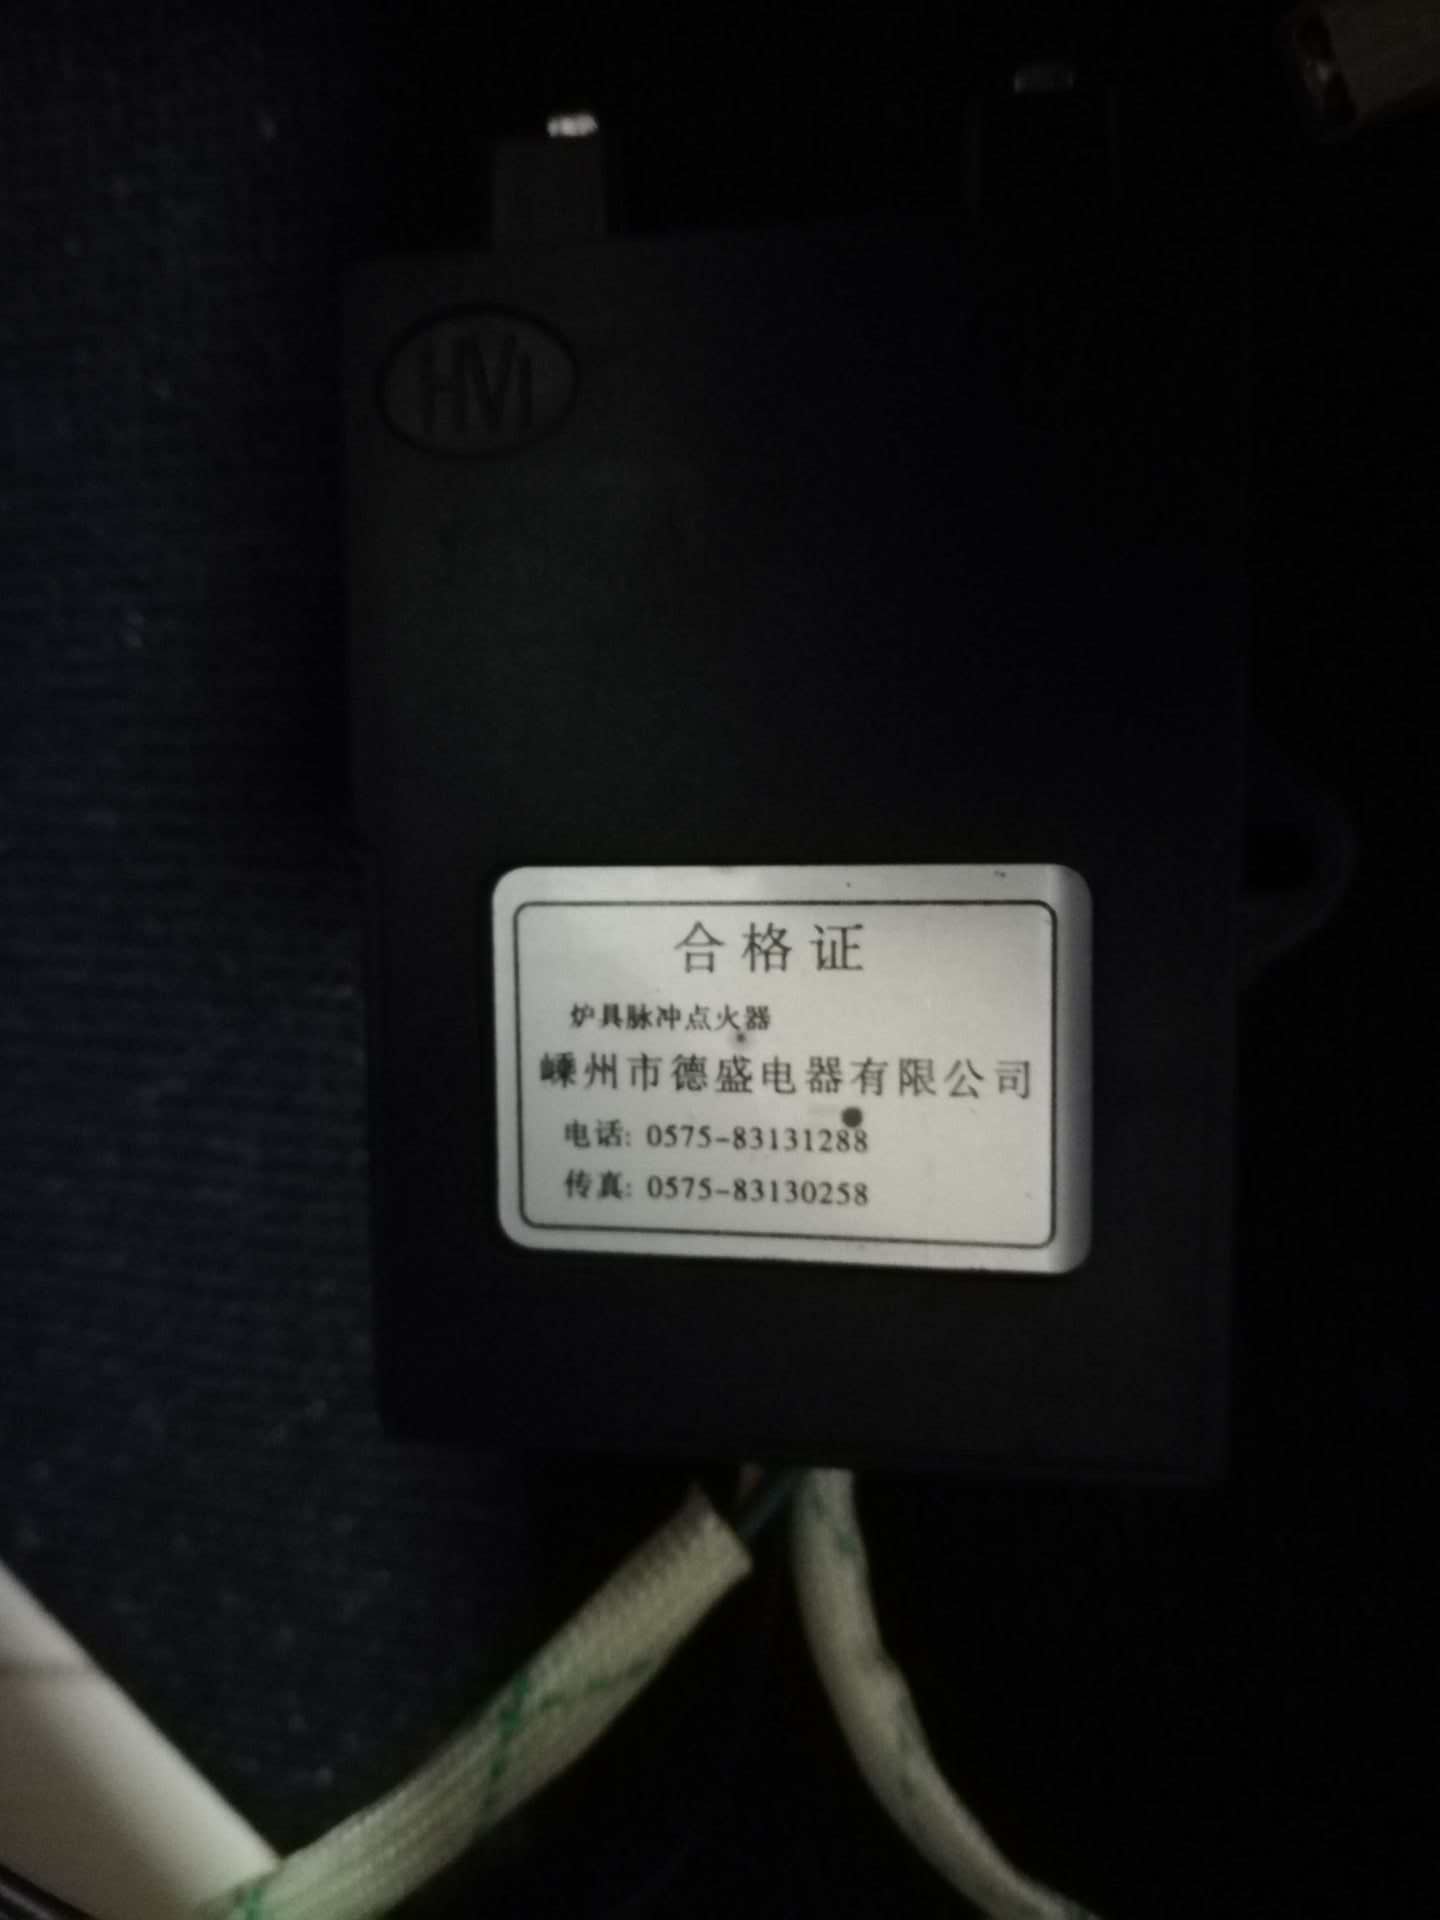 HM
合格证
炉具脉冲点火器
嵊州市德盛电器有限公司
电话: 0575-83131288
传真: 0575-83130258